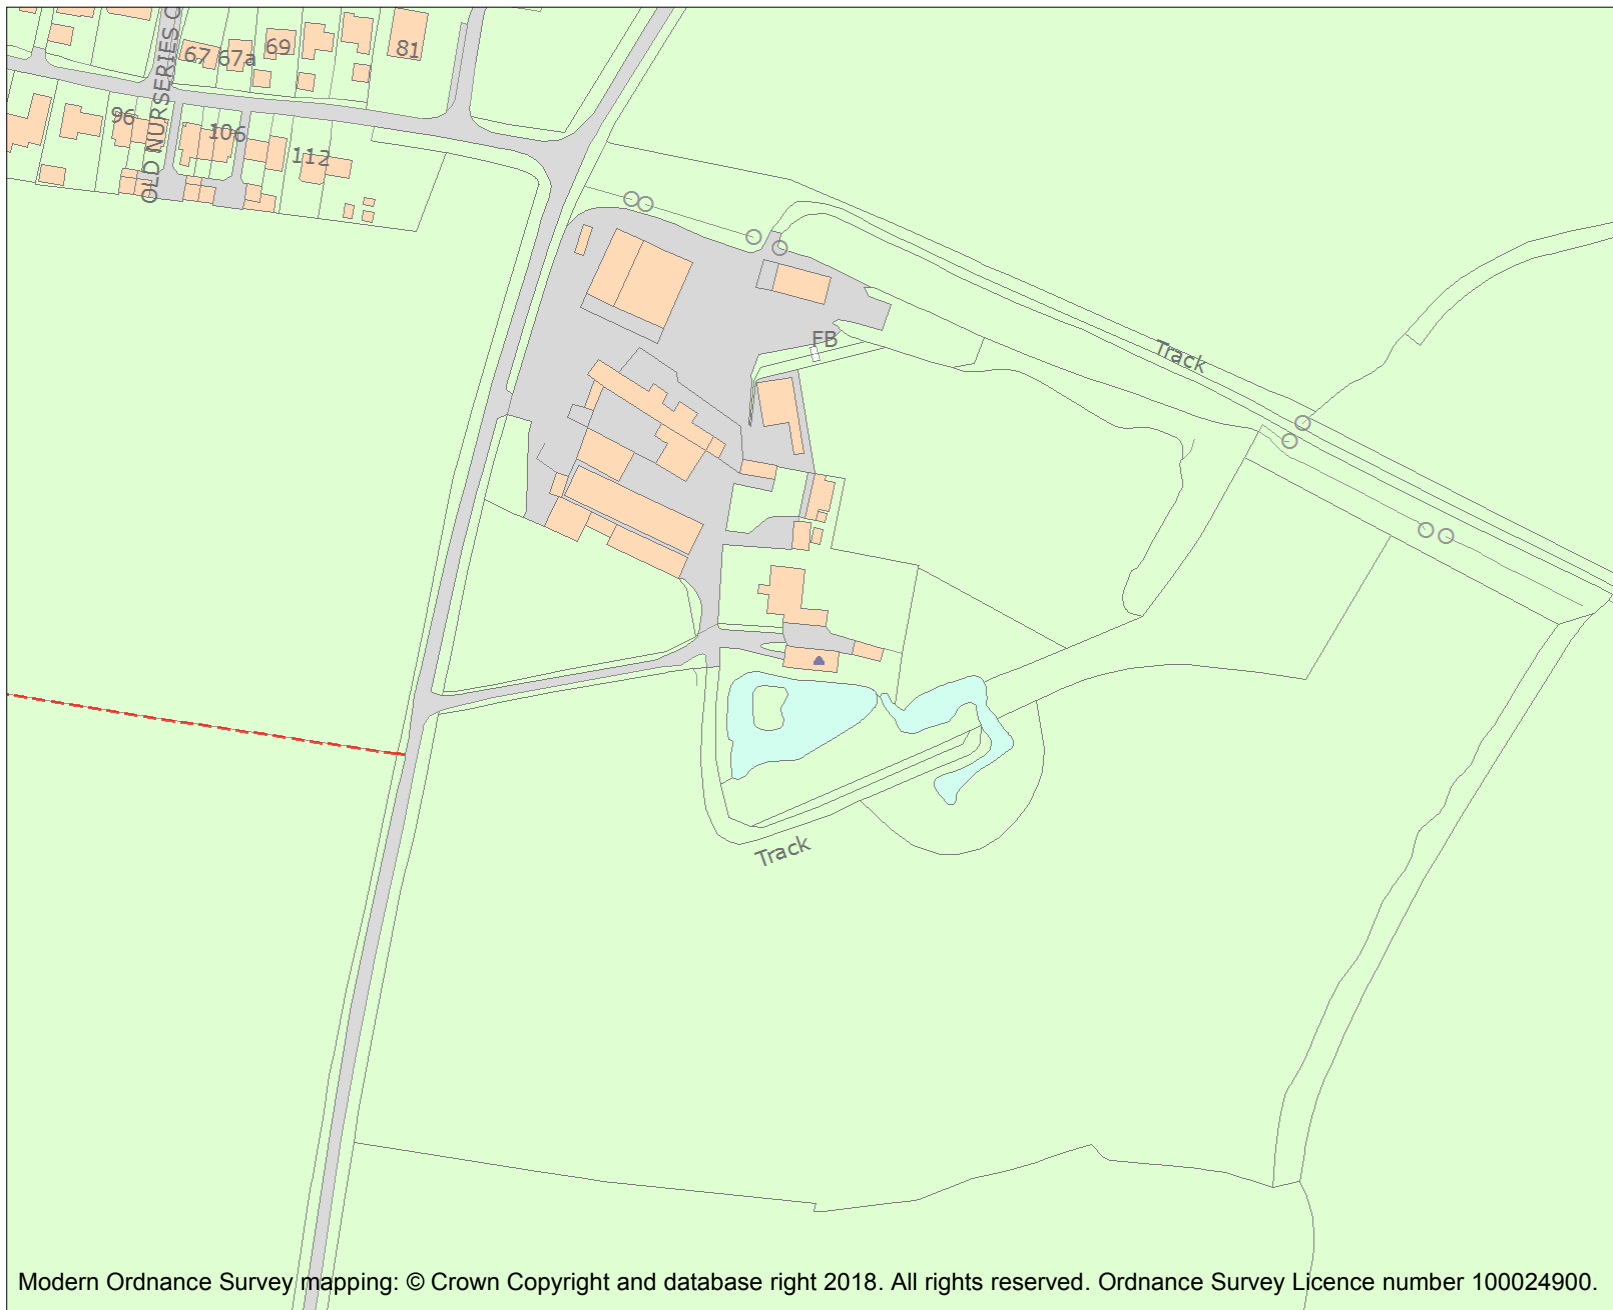 67
67a
69
81
OLD NURSERIES C
96
106
112
FB
Track
Track
Modern Ordnance Survey mapping: © Crown Copyright and database right 2018. All rights reserved. Ordnance Survey Licence number 100024900.